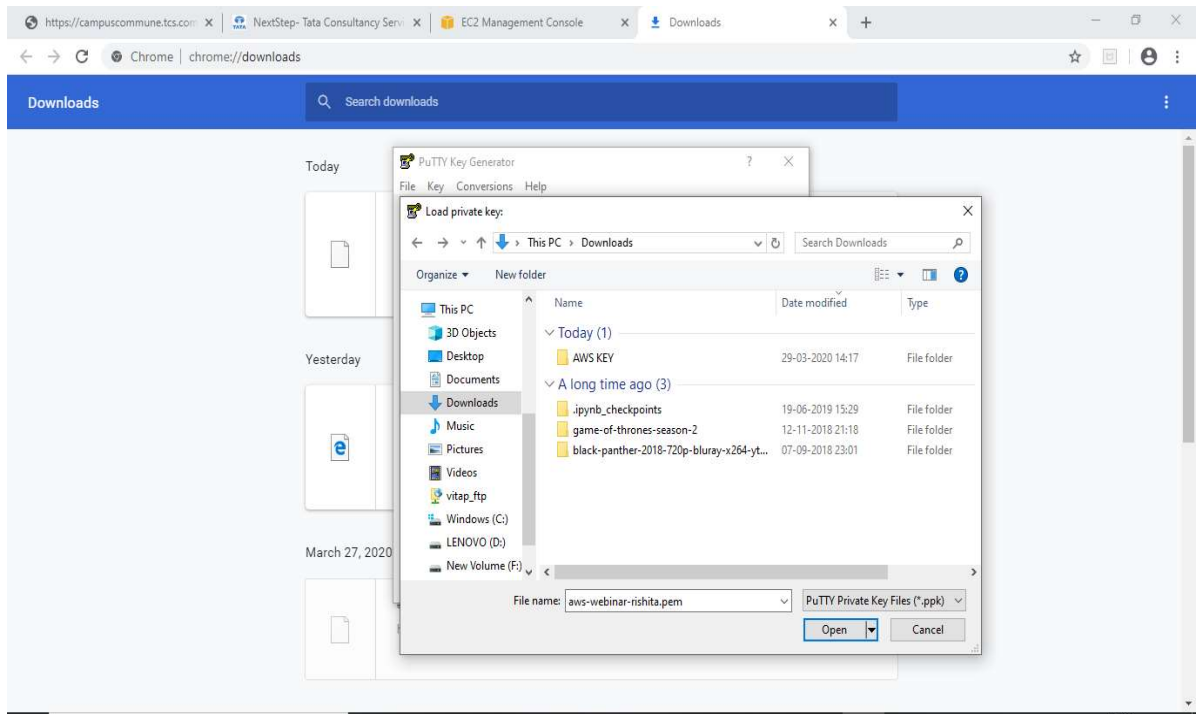 https://campuscommune.tcs.com
NextStep- Tata Consultancy Serv
EC2 Management Console
Downloads
Chrome | chrome://downloads
Downloads
Search downloads
Today
Yesterday
March 27, 2020
PuTTY Key Generator
File Key Conversions Help
Load private key:
This PC > Downloads
Search Downloads
Organize
New folder
Name Date modified Type
This PC
3D Objects
Desktop
Documents
Downloads
Music
Pictures
Videos
vitap_ftp
Windows (C:)
LENOVO (D:)
New Volume (F:)
Today (1)
AWS KEY 29-03-2020 14:17 File folder
A long time ago (3)
.ipynb_checkpoints 19-06-2019 15:29 File folder
game-of-thrones-season-2 12-11-2018 21:18 File folder
black-panther-2018-720p-bluray-x264-yt... 07-09-2018 23:01 File folder
File name: aws-webinar-rishita.pem PuTTY Private Key Files (*.ppk)
Open Cancel